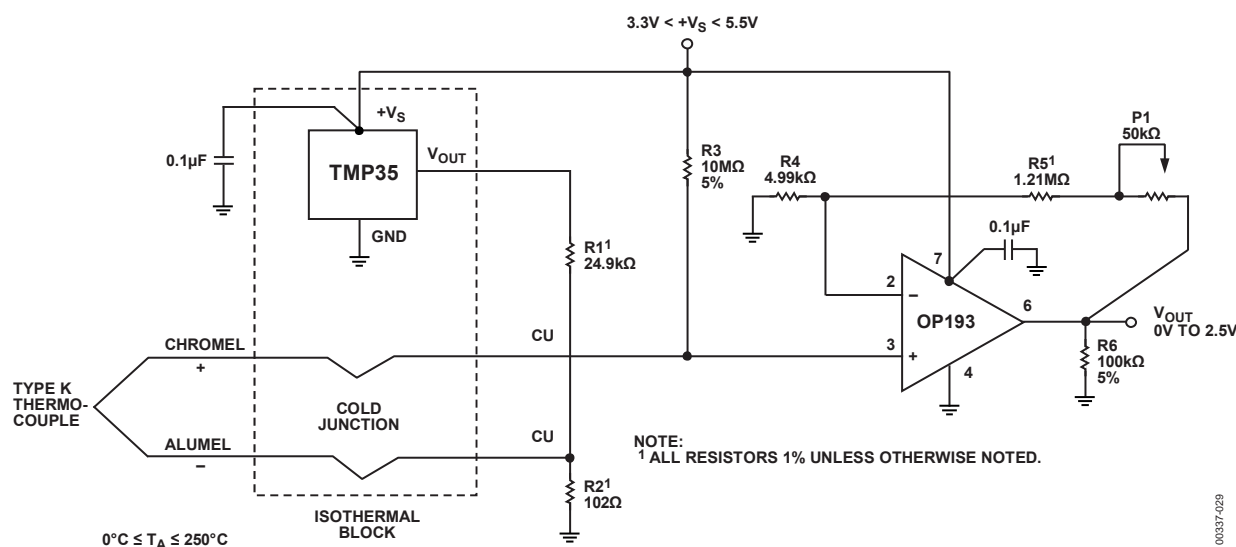 3.3V < +VS < 5.5V
+VS
0.1µF
TMP35
VOUT
GND
R1¹
24.9kΩ
R3
10MΩ
5%
R4
4.99kΩ
R5¹
1.21MΩ
P1
50kΩ
0.1µF
7
2
−
OP193
6
3
+
4
VOUT
0V TO 2.5V
R6
100kΩ
5%
CHROMEL
+
CU
TYPE K
THERMO-
COUPLE
COLD
JUNCTION
ALUMEL
−
CU
R2¹
102Ω
NOTE:
¹ ALL RESISTORS 1% UNLESS OTHERWISE NOTED.
ISOTHERMAL
BLOCK
0°C ≤ TA ≤ 250°C
00337-029